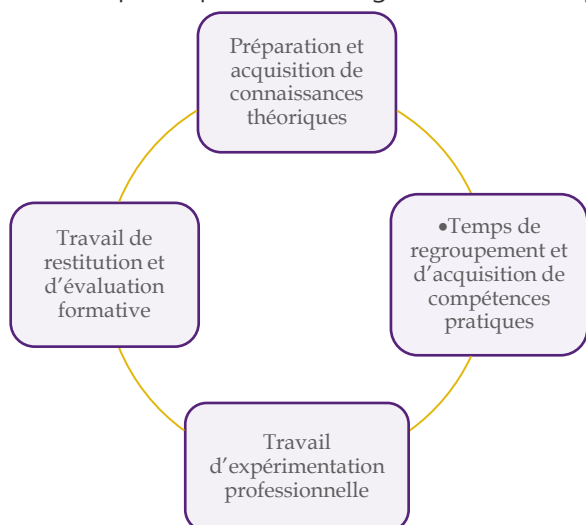 Préparation et
acquisition de
connaissances
théoriques
•Temps de
regroupement et
d'acquisition de
compétences
pratiques
Travail
d'expérimentation
professionnelle
Travail de
restitution et
d'évaluation
formative